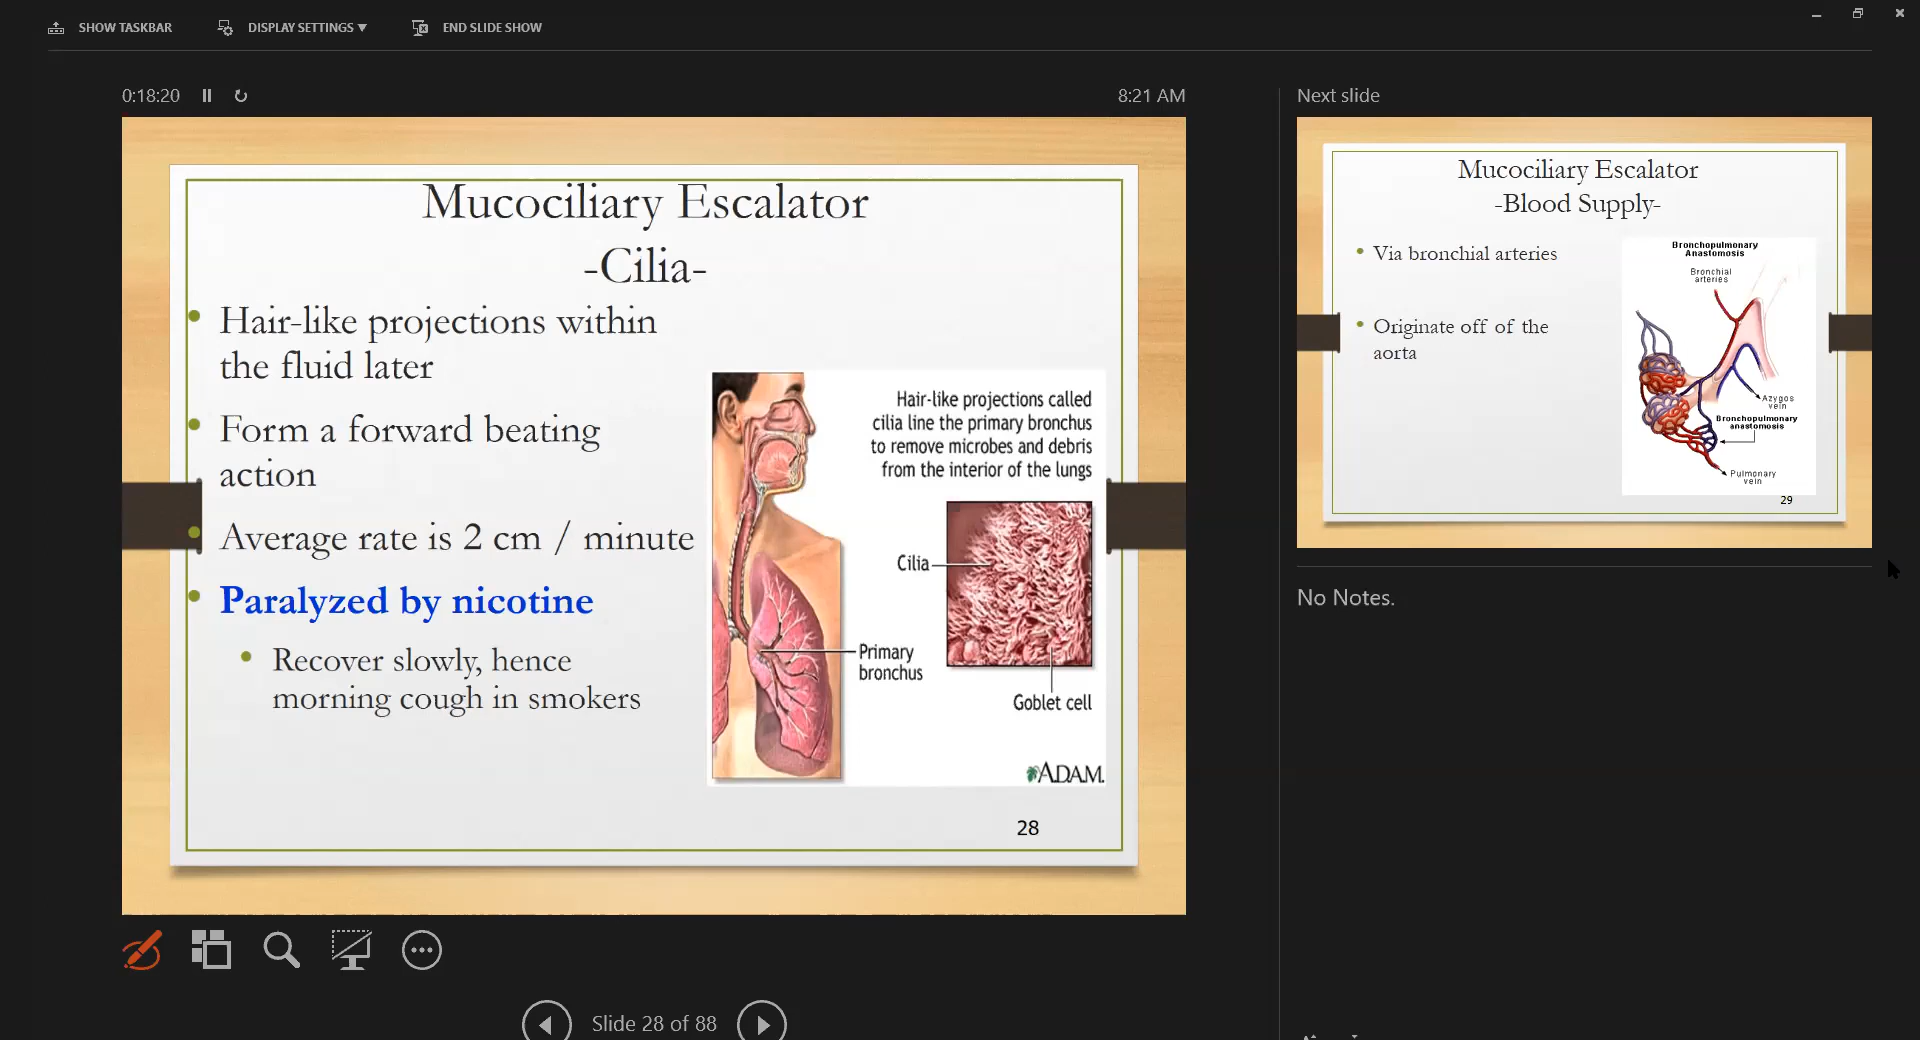 SHOW TASKBAR
DISPLAY SETTINGS ▼
END SLIDE SHOW
0:18:20
8:21 AM
Mucociliary Escalator
-Cilia-
• Hair-like projections within
the fluid later
• Form a forward beating
action
• Average rate is 2 cm / minute
• Paralyzed by nicotine
• Recover slowly, hence
morning cough in smokers
Hair-like projections called
cilia line the primary bronchus
to remove microbes and debris
from the interior of the lungs
Cilia
Primary
bronchus
Goblet cell
ADAM.
28
Slide 28 of 88
Next slide
Mucociliary Escalator
-Blood Supply-
• Via bronchial arteries
• Originate off of the
aorta
Bronchopulmonary
Anastomosis
Bronchial
arteries
Azygos
vein
Bronchopulmonary
anastomosis
Pulmonary
vein
29
No Notes.